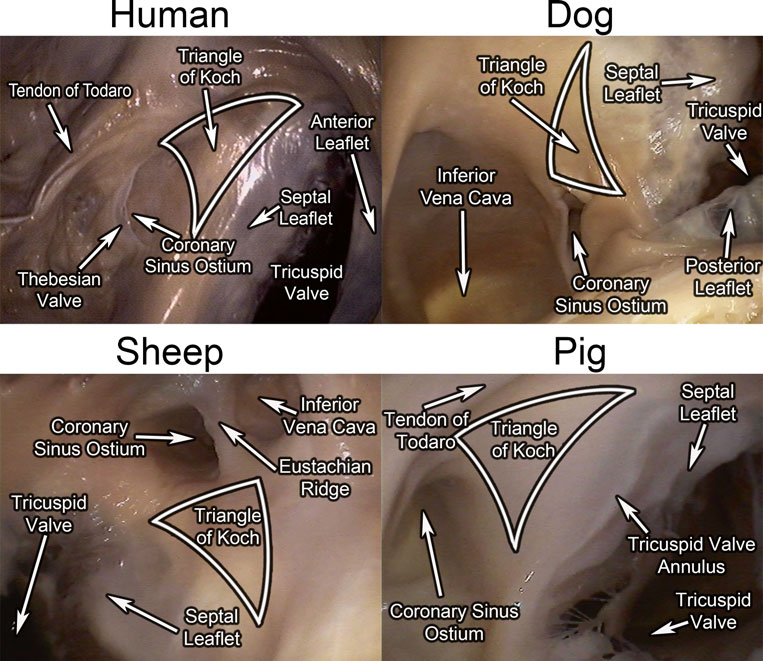 Human
Triangle
of Koch
Tendon of Todaro
Anterior
Leaflet
Septal
Leaflet
Coronary
Sinus Ostium
Thebesian
Valve
Tricuspid
Valve
Dog
Triangle
of Koch
Septal
Leaflet
Tricuspid
Valve
Inferior
Vena Cava
Coronary
Sinus Ostium
Posterior
Leaflet
Sheep
Coronary
Sinus Ostium
Inferior
Vena Cava
Eustachian
Ridge
Tricuspid
Valve
Triangle
of Koch
Septal
Leaflet
Pig
Tendon of
Todaro
Triangle
of Koch
Septal
Leaflet
Tricuspid Valve
Annulus
Coronary Sinus
Ostium
Tricuspid
Valve